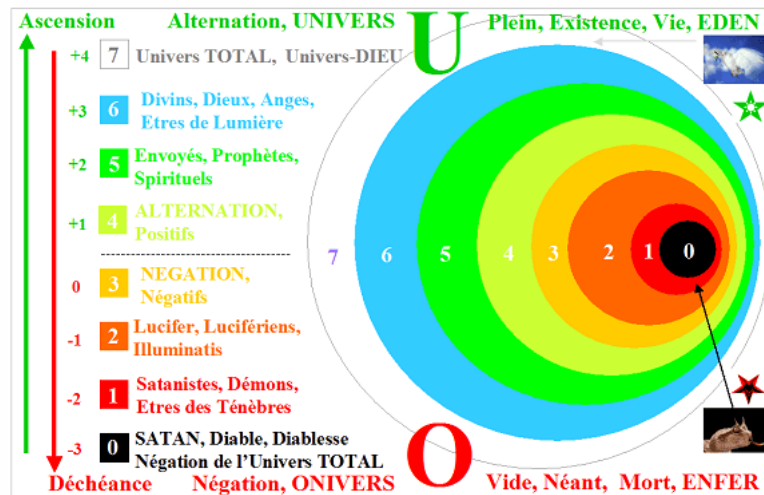 Ascension Alternation, UNIVERS U Plein, Existence, Vie, EDEN
+4 7 Univers TOTAL, Univers-DIEU
+3 6 Divins, Dieux, Anges,
Etres de Lumière
+2 5 Envoyés, Prophètes,
Spirituels
+1 4 ALTERNATION,
Positifs
7 6 5 4 3 2 1 0
0 3 NEGATION,
Négatifs
-1 2 Lucifer, Lucifériens,
Illuminatis
-2 1 Satanistes, Démons,
Etres des Ténèbres
-3 0 SATAN, Diable, Diablesse
Négation de l'Univers TOTAL
Déchéance Négation, ONIVERS O Vide, Néant, Mort, ENFER